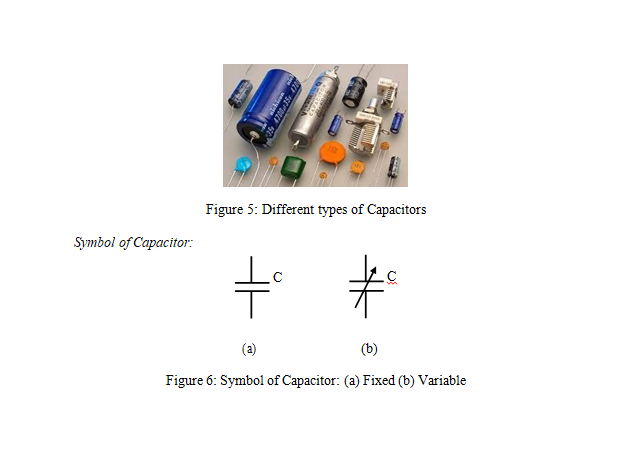 Figure 5: Different types of Capacitors
Symbol of Capacitor:
C
C
(a)
(b)
Figure 6: Symbol of Capacitor: (a) Fixed (b) Variable